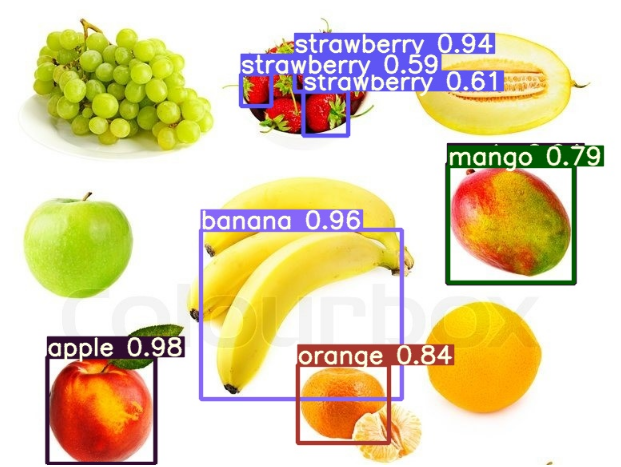 strawberry 0.94
strawberry 0.59
strawberry 0.61
mango 0.79
banana 0.96
Colourbox
apple 0.98
orange 0.84